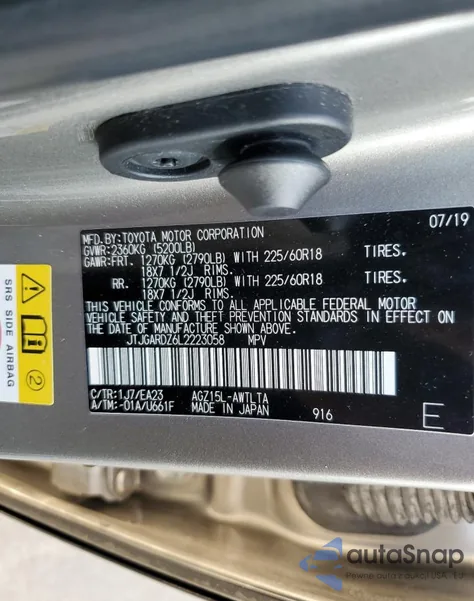 MFD.BY:TOYOTA MOTOR CORPORATION 07/19
GVWR:2360KG (5200LB)
GAWR:FRT. 1270KG (2790LB) WITH 225/60R18 TIRES.
18X7 1/2J RIMS.
RR. 1270KG (2790LB) WITH 225/60R18 TIRES.
18X7 1/2J RIMS.
THIS VEHICLE CONFORMS TO ALL APPLICABLE FEDERAL MOTOR
VEHICLE SAFETY AND THEFT PREVENTION STANDARDS IN EFFECT ON
THE DATE OF MANUFACTURE SHOWN ABOVE.
JTJGARDZ6L2223058 MPV
C/TR:1J7/EA23 AGZ15L-AWTLTA
A/TM:-01A/U661F MADE IN JAPAN 916 E
SRS SIDE AIRBAG
2
autoSnap